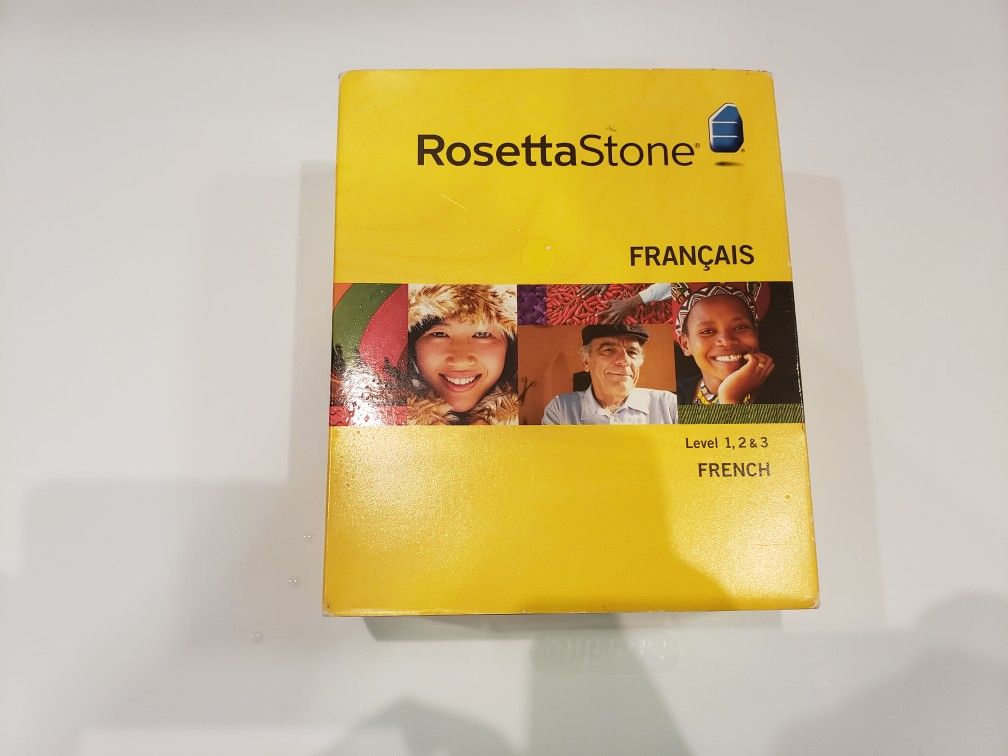 RosettaStone®
FRANÇAIS
Level 1, 2 & 3
FRENCH